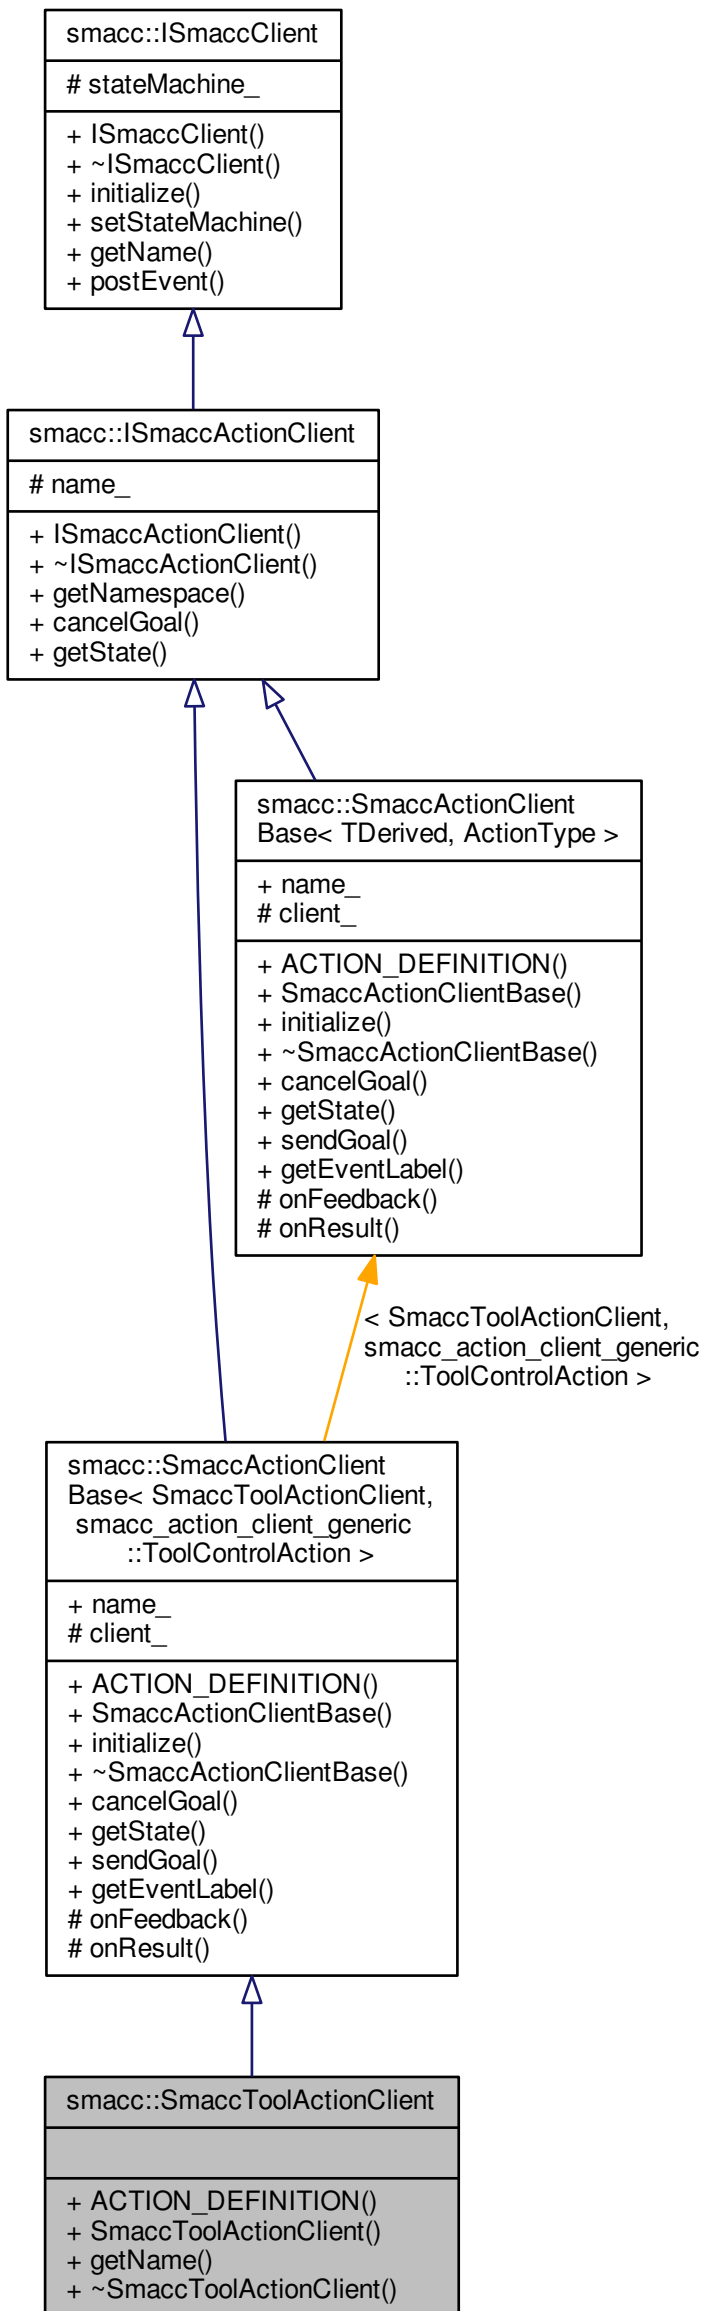 smacc::ISmaccClient
# stateMachine_
+ ISmaccClient()
+ ~ISmaccClient()
+ initialize()
+ setStateMachine()
+ getName()
+ postEvent()
smacc::ISmaccActionClient
# name_
+ ISmaccActionClient()
+ ~ISmaccActionClient()
+ getNamespace()
+ cancelGoal()
+ getState()
smacc::SmaccActionClient
Base< TDerived, ActionType >
+ name_
# client_
+ ACTION_DEFINITION()
+ SmaccActionClientBase()
+ initialize()
+ ~SmaccActionClientBase()
+ cancelGoal()
+ getState()
+ sendGoal()
+ getEventLabel()
# onFeedback()
# onResult()
< SmaccToolActionClient,
smacc_action_client_generic
::ToolControlAction >
smacc::SmaccActionClient
Base< SmaccToolActionClient,
smacc_action_client_generic
::ToolControlAction >
+ name_
# client_
+ ACTION_DEFINITION()
+ SmaccActionClientBase()
+ initialize()
+ ~SmaccActionClientBase()
+ cancelGoal()
+ getState()
+ sendGoal()
+ getEventLabel()
# onFeedback()
# onResult()
smacc::SmaccToolActionClient
+ ACTION_DEFINITION()
+ SmaccToolActionClient()
+ getName()
+ ~SmaccToolActionClient()